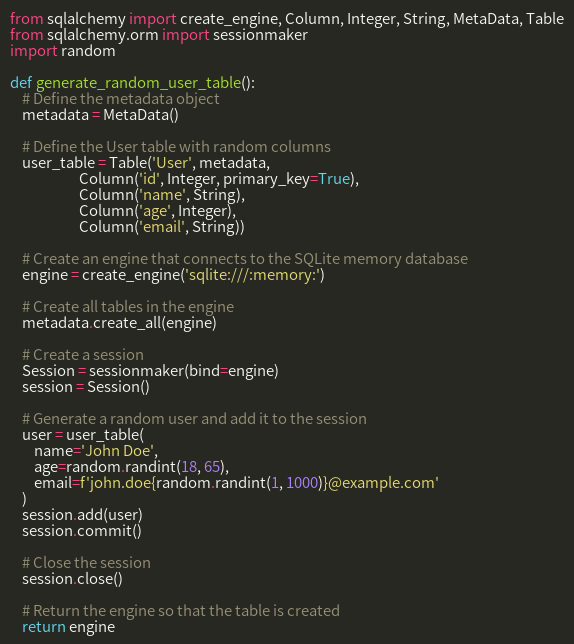 from sqlalchemy import create_engine, Column, Integer, String, MetaData, Table
from sqlalchemy.orm import sessionmaker
import random

def generate_random_user_table():
    # Define the metadata object
    metadata = MetaData()

    # Define the User table with random columns
    user_table = Table('User', metadata,
                       Column('id', Integer, primary_key=True),
                       Column('name', String),
                       Column('age', Integer),
                       Column('email', String))

    # Create an engine that connects to the SQLite memory database
    engine = create_engine('sqlite:///:memory:')

    # Create all tables in the engine
    metadata.create_all(engine)

    # Create a session
    Session = sessionmaker(bind=engine)
    session = Session()

    # Generate a random user and add it to the session
    user = user_table(
        name='John Doe',
        age=random.randint(18, 65),
        email=f'john.doe{random.randint(1, 1000)}@example.com'
    )
    session.add(user)
    session.commit()

    # Close the session
    session.close()

    # Return the engine so that the table is created
    return engine